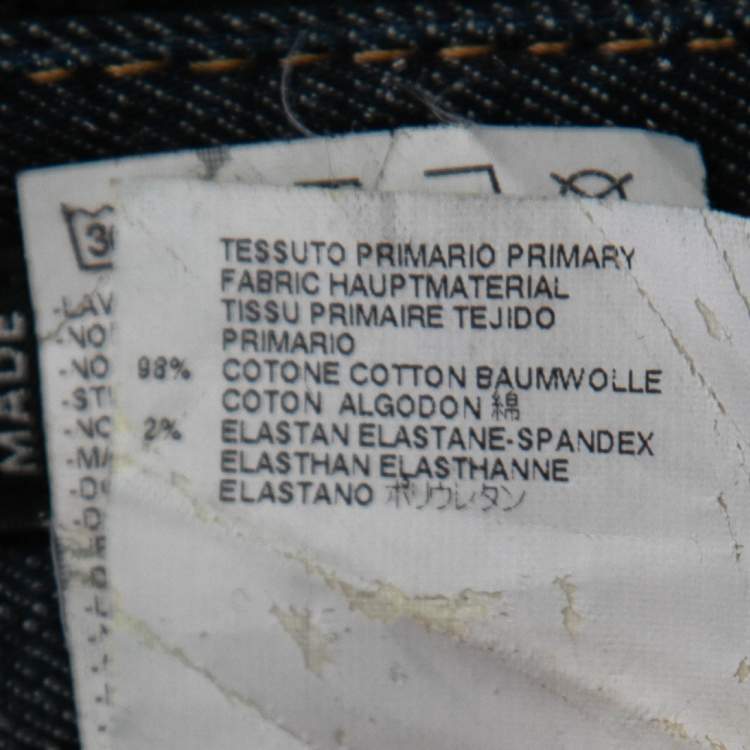 TESSUTO PRIMARIO PRIMARY
FABRIC HAUPTMATERIAL
TISSU PRIMAIRE TEJIDO
PRIMARIO
98% COTONE COTTON BAUMWOLLE
COTON ALGODON 綿
2% ELASTAN ELASTANE-SPANDEX
ELASTHAN ELASTHANNE
ELASTANO ポリウレタン
MADE